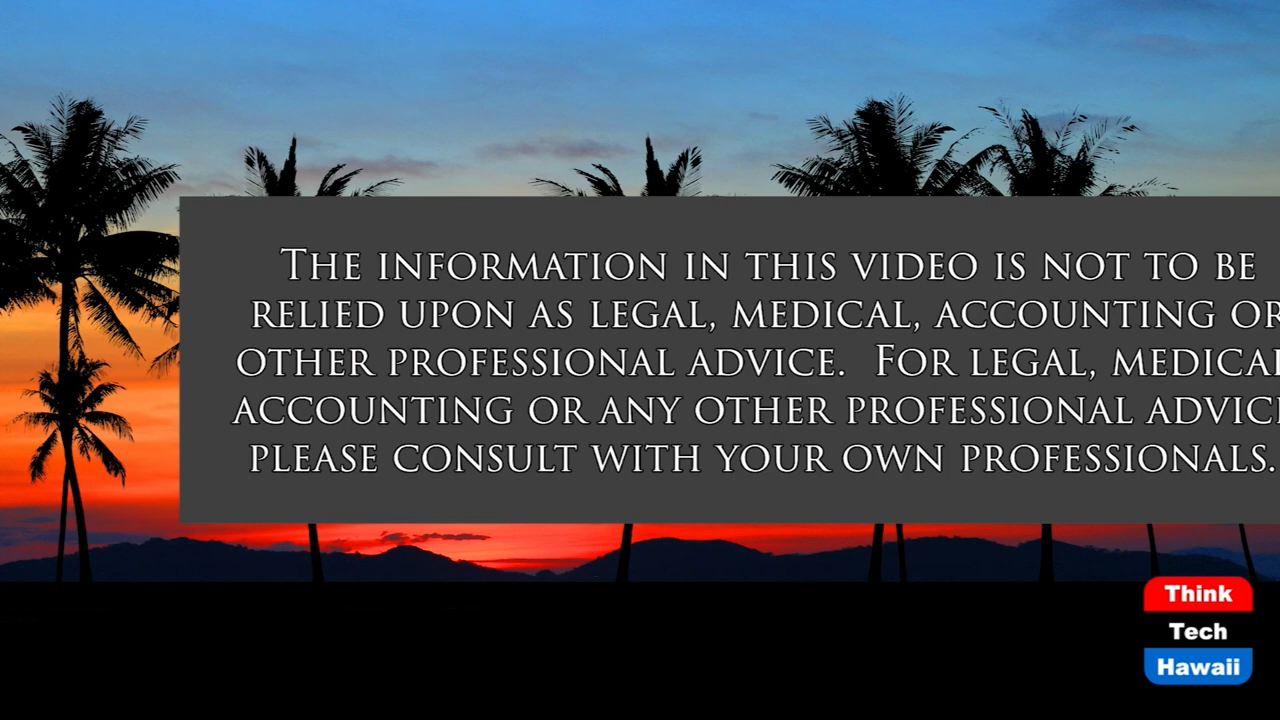 The information in this video is not to be
relied upon as legal, medical, accounting or
other professional advice.  For legal, medical
accounting or any other professional advic
please consult with your own professionals.
Think
Tech
Hawaii